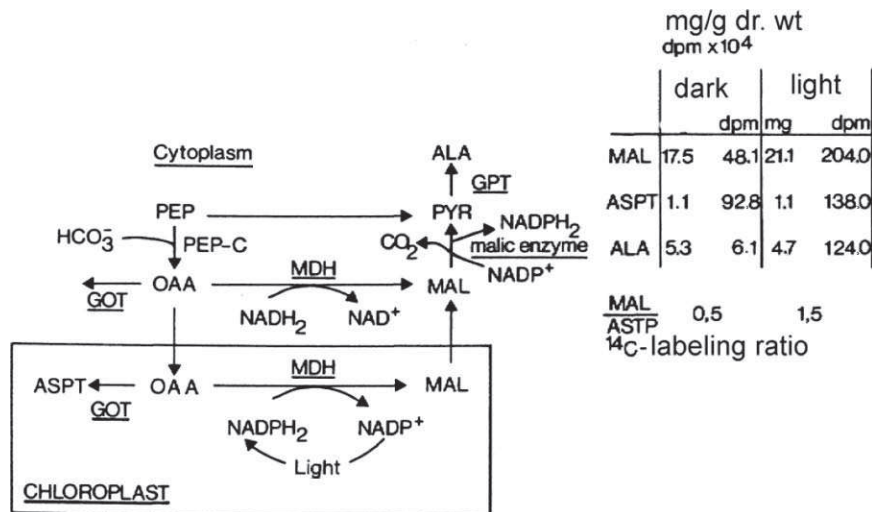 mg/g dr. wt
dpm x10⁴
dark light
dpm mg dpm
MAL 17.5 48.1 21.1 204.0
ASPT 1.1 92.8 1.1 138.0
ALA 5.3 6.1 4.7 124.0
MAL
ASTP 0,5 1,5
¹⁴C-labeling ratio
Cytoplasm ALA
GPT
PEP PYR NADPH₂
HCO₃⁻ PEP-C CO₂ malic enzyme
NADP⁺
GOT OAA MDH MAL
NADH₂ NAD⁺
ASPT GOT OAA MDH MAL
NADPH₂ NADP⁺
Light
CHLOROPLAST